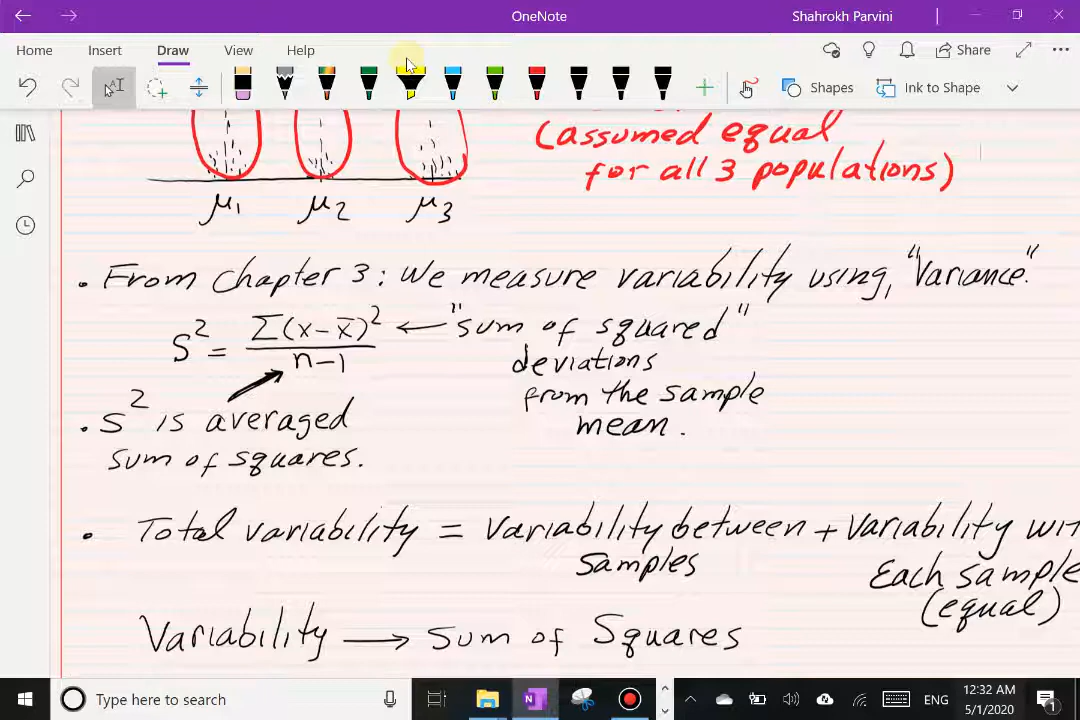 OneNote
Shahrokh Parvini
Home Insert Draw View Help
Share
Shapes
Ink to Shape
(assumed equal
for all 3 populations)
μ1 μ2 μ3
. From Chapter 3: We measure variability using, "Variance."
S² = Σ(x-x̄)² ← "sum of squared"
n-1
deviations
from the sample
mean.
. S² is averaged
sum of squares.
. Total variability = Variability between + Variability wit
samples
Each sample
(equal)
Variability → Sum of Squares
Type here to search
ENG
12:32 AM
5/1/2020
1